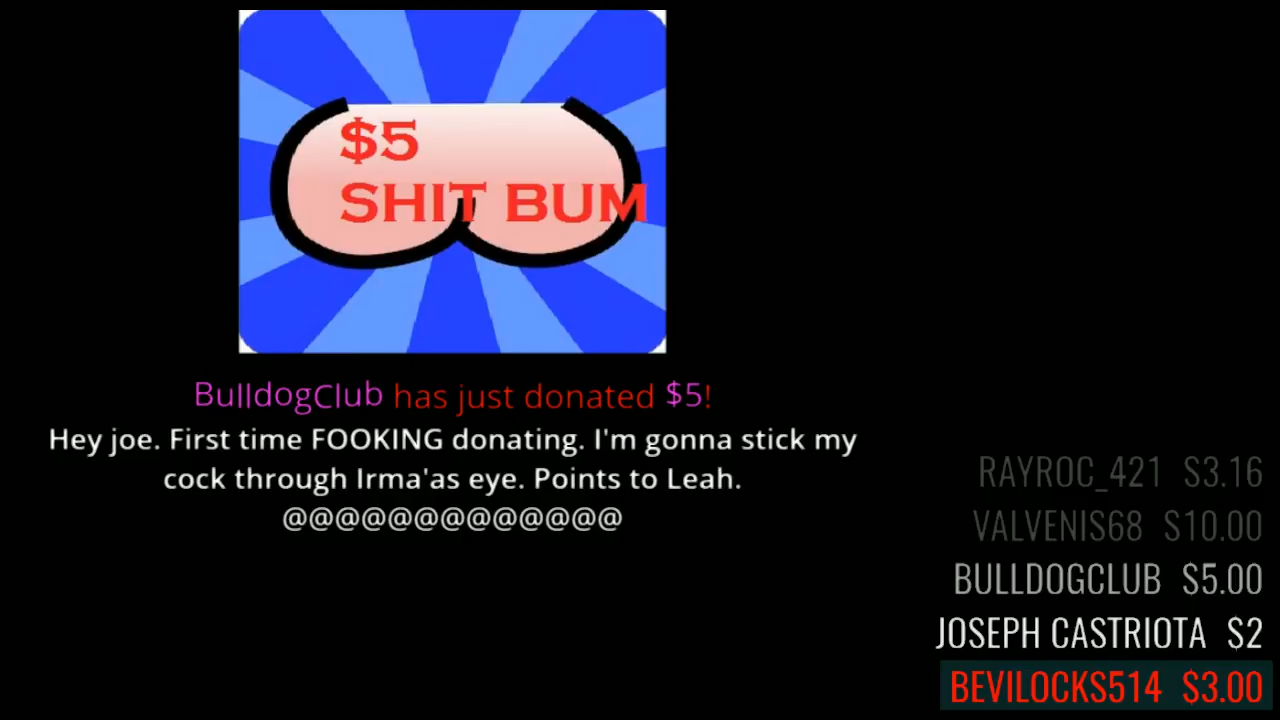 $5
SHIT BUM
BulldogClub has just donated $5!
Hey joe. First time FOOKING donating. I'm gonna stick my
cock through Irma'as eye. Points to Leah.
@@@@@@@@@@@@@
RAYROC_421 $3.16
VALVENIS68 $10.00
BULLDOGCLUB $5.00
JOSEPH CASTRIOTA $2
BEVILOCKS514 $3.00